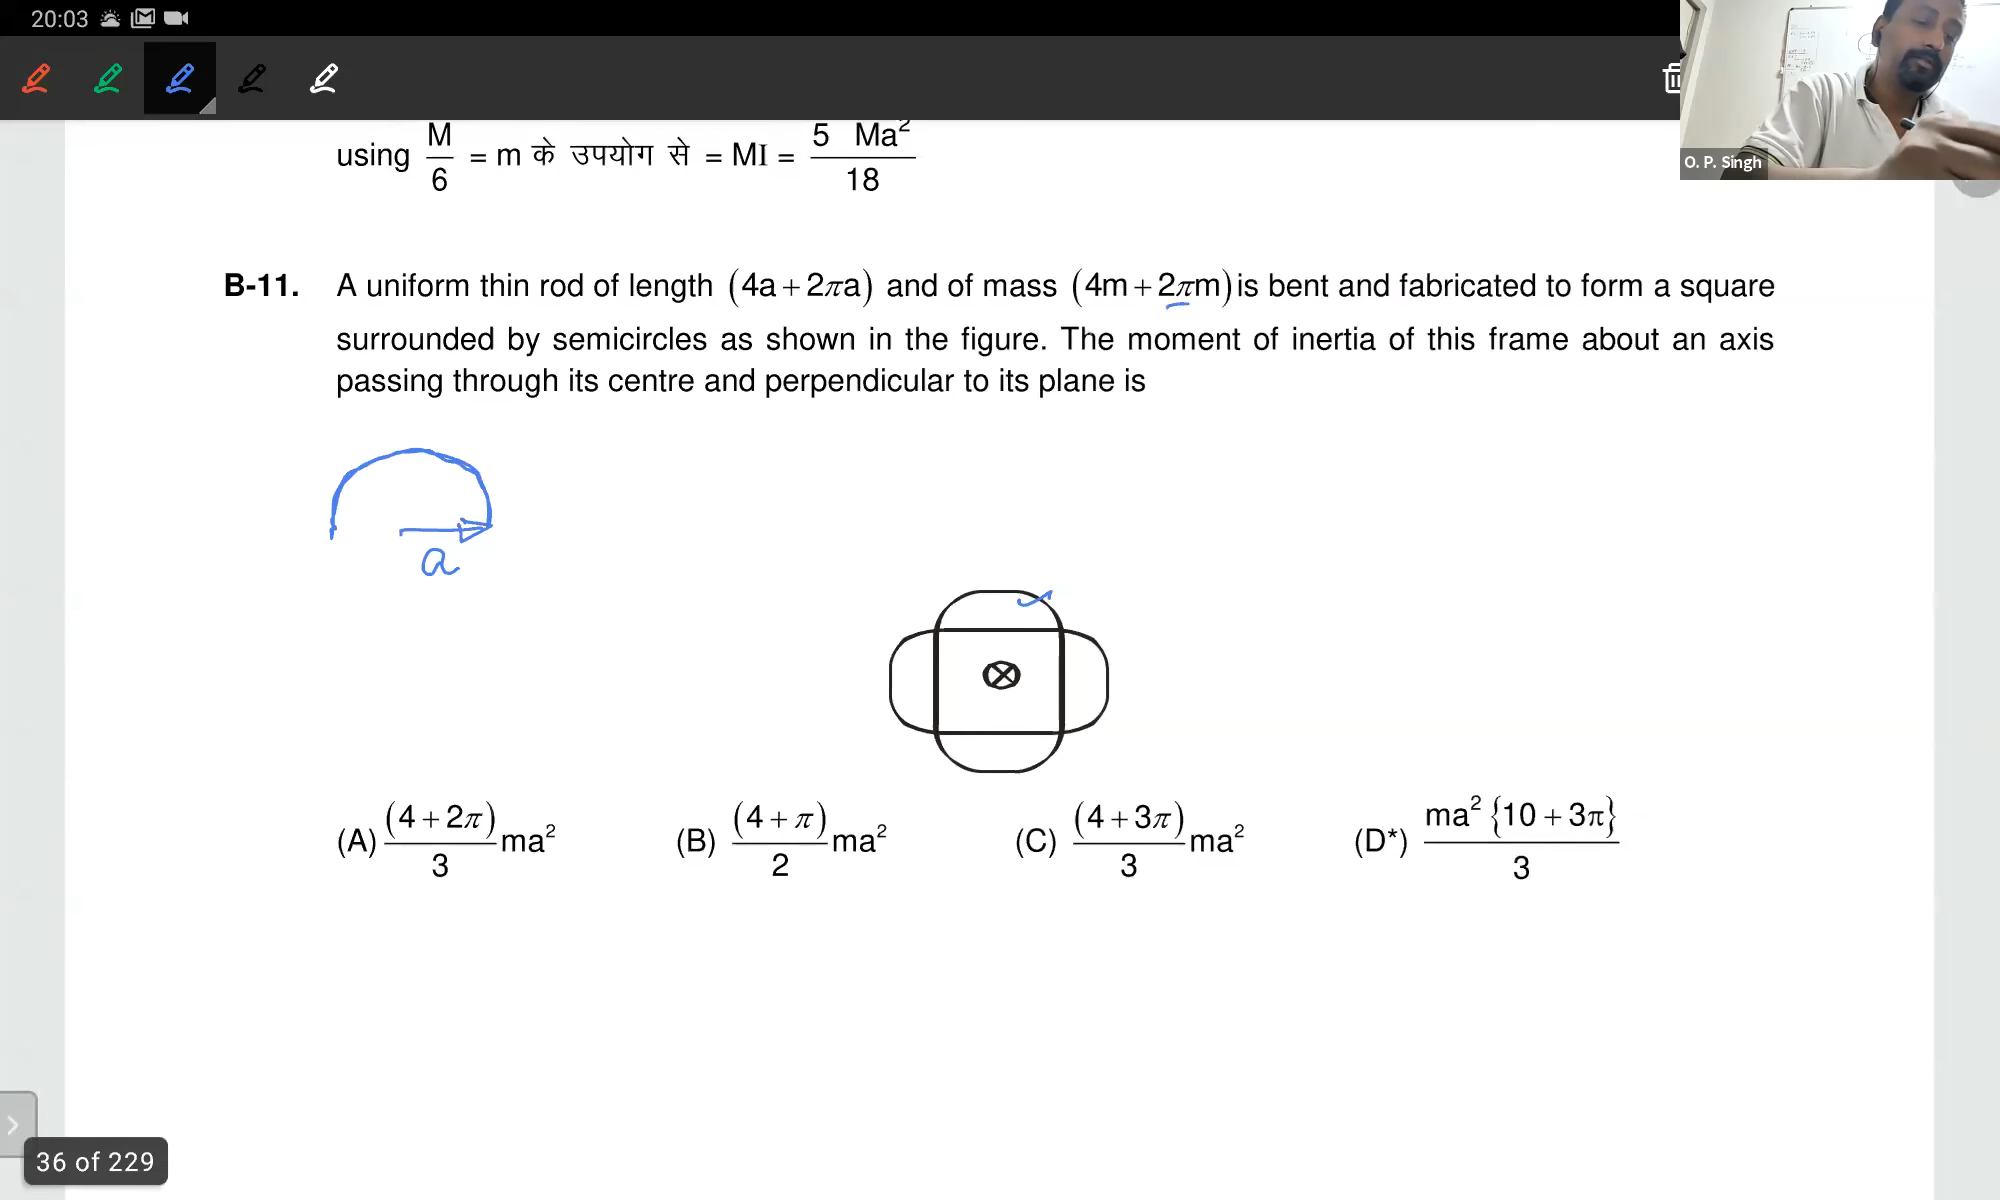 20:03
O. P. Singh
using M/6 = m के उपयोग से = MI = 5 Ma²/18
B-11. A uniform thin rod of length (4a + 2πa) and of mass (4m + 2πm) is bent and fabricated to form a square
surrounded by semicircles as shown in the figure. The moment of inertia of this frame about an axis
passing through its centre and perpendicular to its plane is
a
(A) (4 + 2π)/3 ma² (B) (4 + π)/2 ma² (C) (4 + 3π)/3 ma² (D*) ma² {10 + 3π}/3
36 of 229